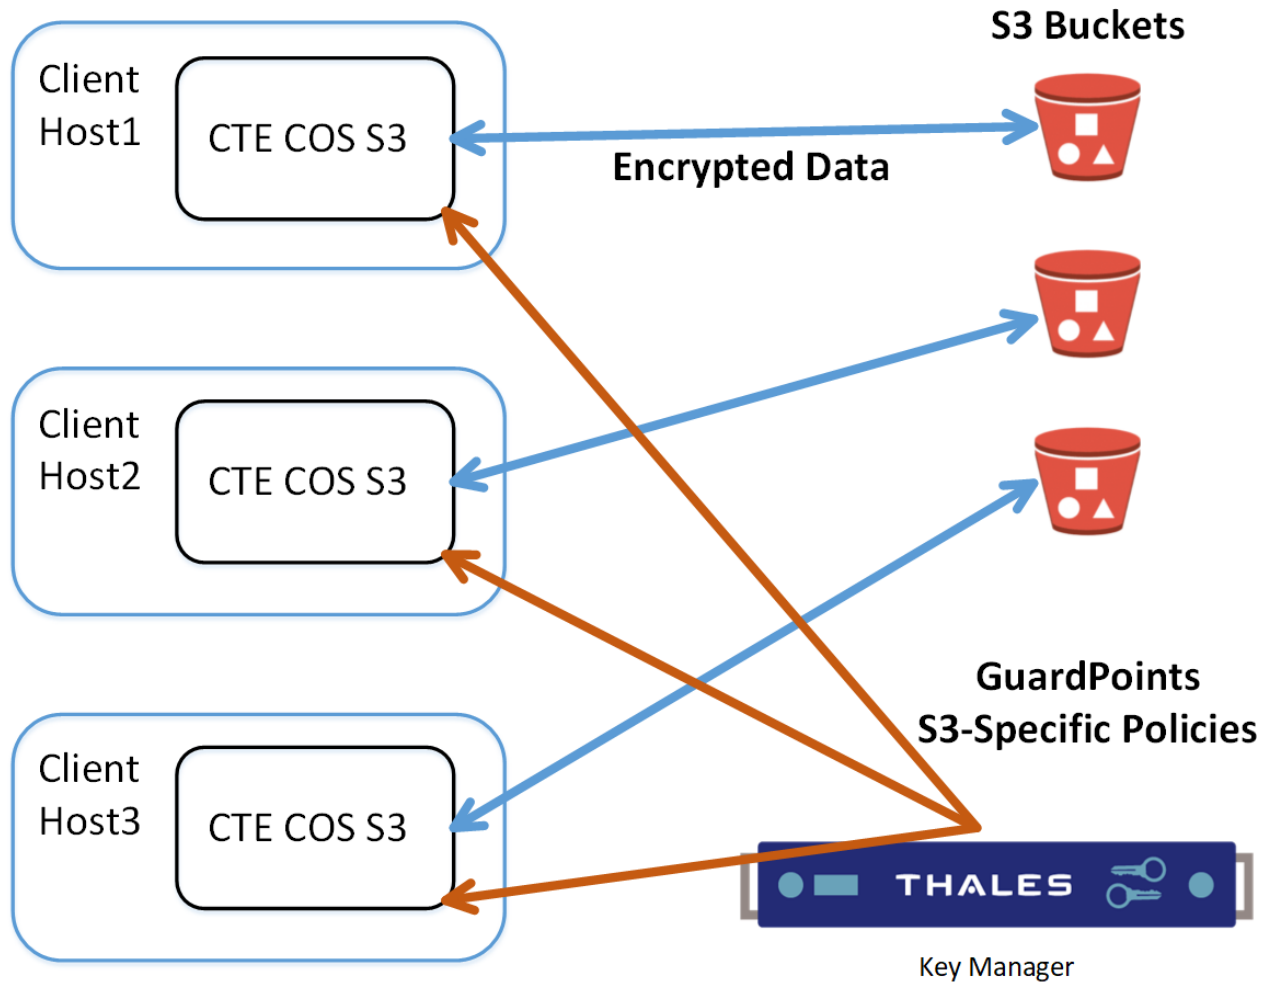 S3 Buckets
Client
Host1
CTE COS S3
Encrypted Data
Client
Host2
CTE COS S3
GuardPoints
S3-Specific Policies
Client
Host3
CTE COS S3
THALES
Key Manager